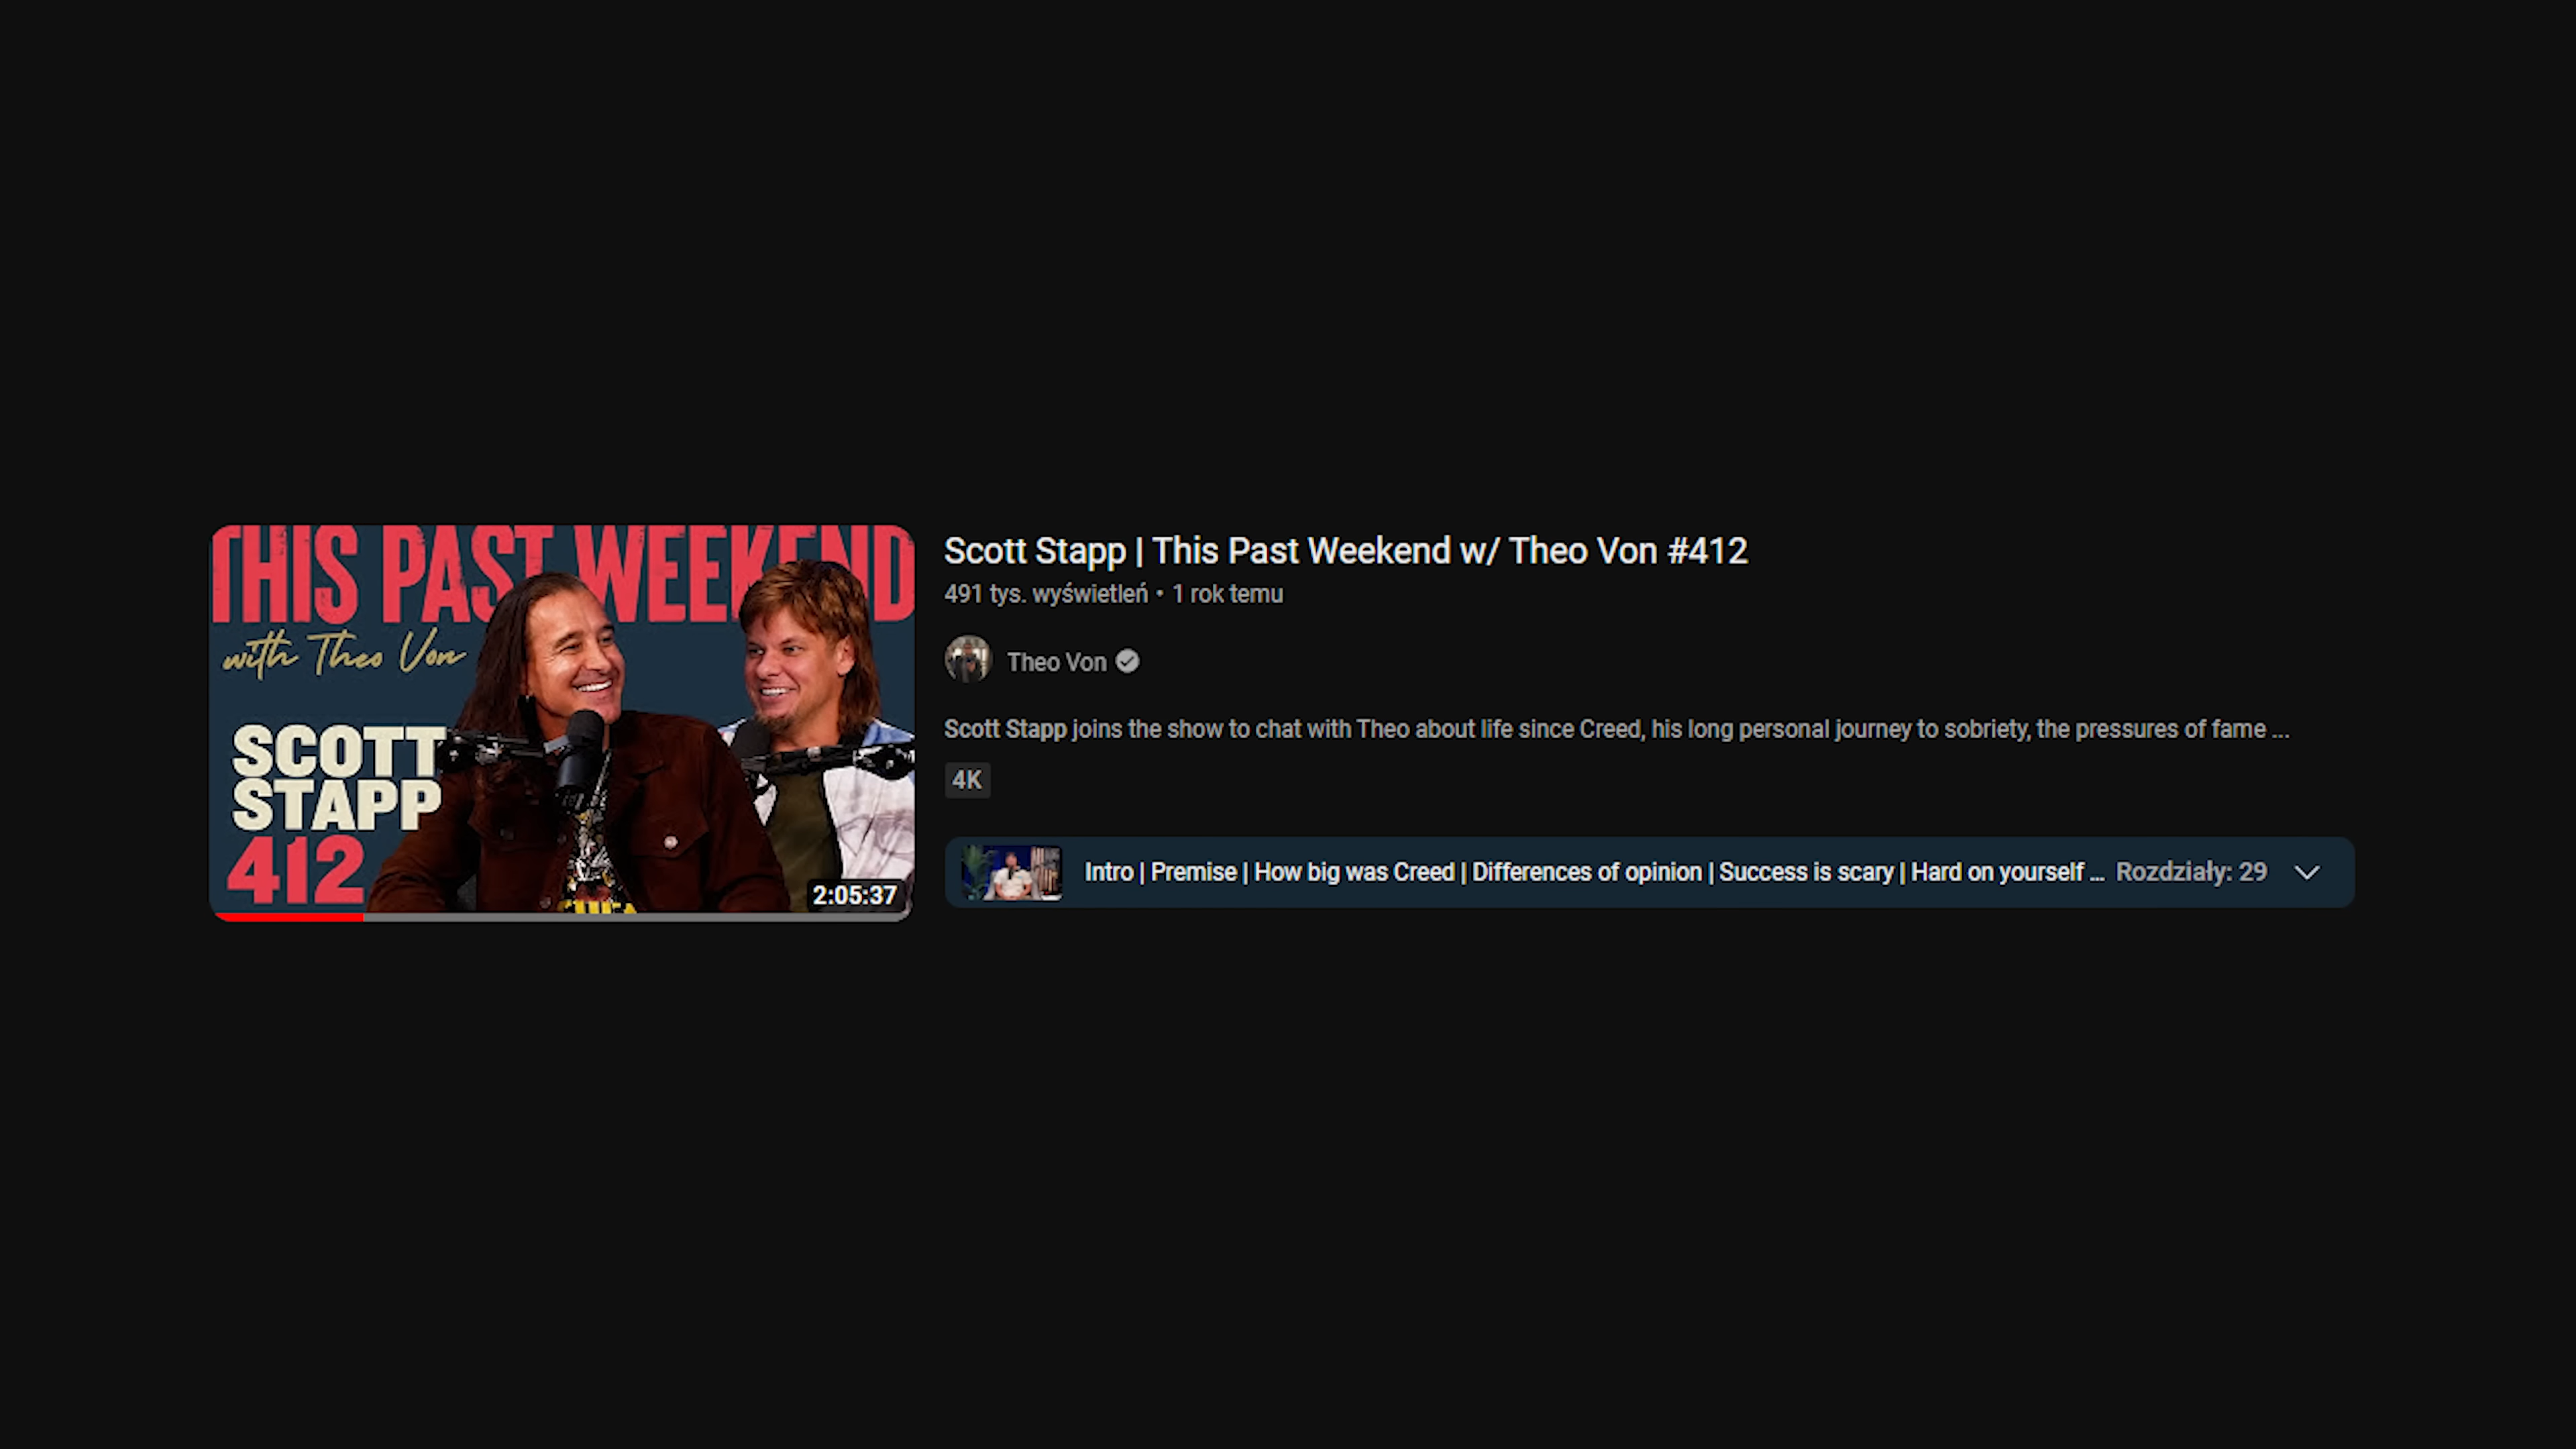 THIS PAST WEEKEND
with Theo Von
SCOTT
STAPP
412
2:05:37
Scott Stapp | This Past Weekend w/ Theo Von #412
491 tys. wyświetleń • 1 rok temu
Theo Von
Scott Stapp joins the show to chat with Theo about life since Creed, his long personal journey to sobriety, the pressures of fame ...
4K
Intro | Premise | How big was Creed | Differences of opinion | Success is scary | Hard on yourself ... Rozdziały: 29